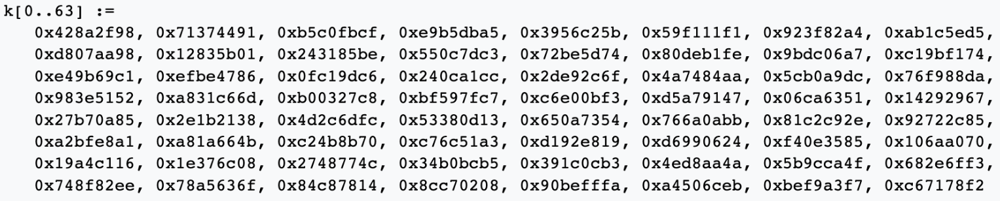 k[0..63] :=
0x428a2f98, 0x71374491, 0xb5c0fbcf, 0xe9b5dba5, 0x3956c25b, 0x59f111f1, 0x923f82a4, 0xab1c5ed5,
0xd807aa98, 0x12835b01, 0x243185be, 0x550c7dc3, 0x72be5d74, 0x80deb1fe, 0x9bdc06a7, 0xc19bf174,
0xe49b69c1, 0xefbe4786, 0x0fc19dc6, 0x240ca1cc, 0x2de92c6f, 0x4a7484aa, 0x5cb0a9dc, 0x76f988da,
0x983e5152, 0xa831c66d, 0xb00327c8, 0xbf597fc7, 0xc6e00bf3, 0xd5a79147, 0x06ca6351, 0x14292967,
0x27b70a85, 0x2e1b2138, 0x4d2c6dfc, 0x53380d13, 0x650a7354, 0x766a0abb, 0x81c2c92e, 0x92722c85,
0xa2bfe8a1, 0xa81a664b, 0xc24b8b70, 0xc76c51a3, 0xd192e819, 0xd6990624, 0xf40e3585, 0x106aa070,
0x19a4c116, 0x1e376c08, 0x2748774c, 0x34b0bcb5, 0x391c0cb3, 0x4ed8aa4a, 0x5b9cca4f, 0x682e6ff3,
0x748f82ee, 0x78a5636f, 0x84c87814, 0x8cc70208, 0x90befffa, 0xa4506ceb, 0xbef9a3f7, 0xc67178f2